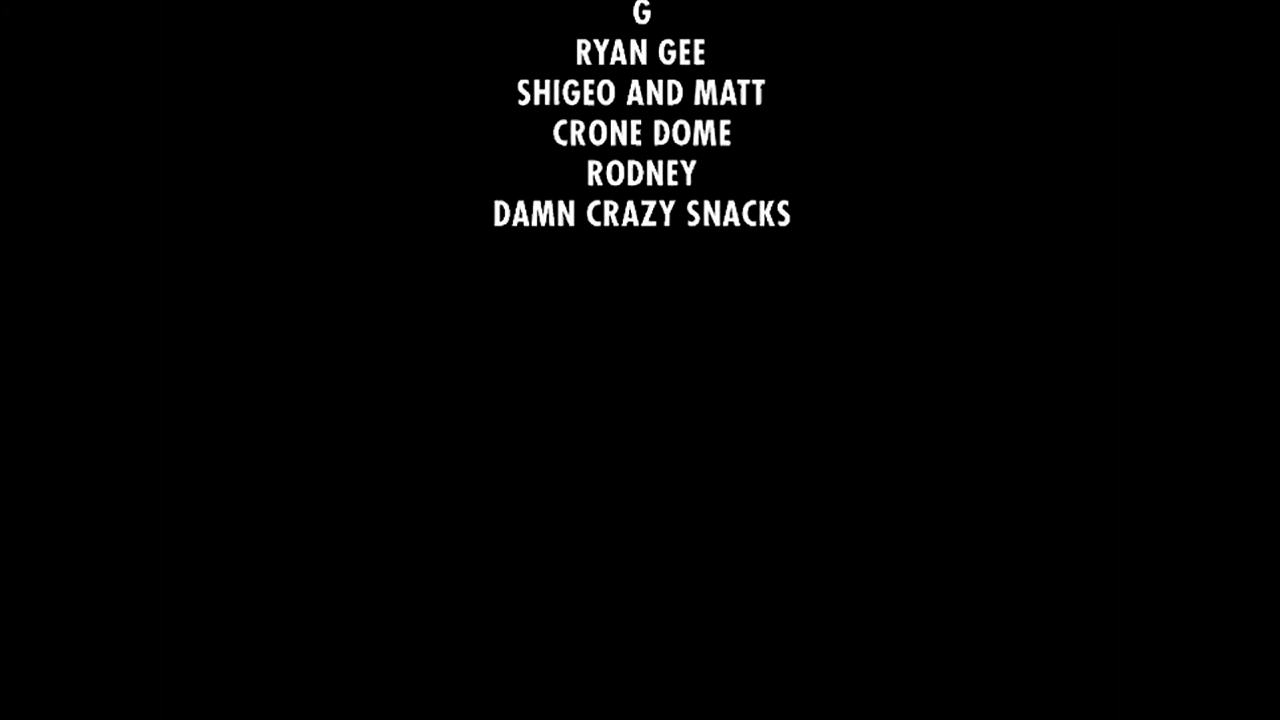 G
RYAN GEE
SHIGEO AND MATT
CRONE DOME
RODNEY
DAMN CRAZY SNACKS